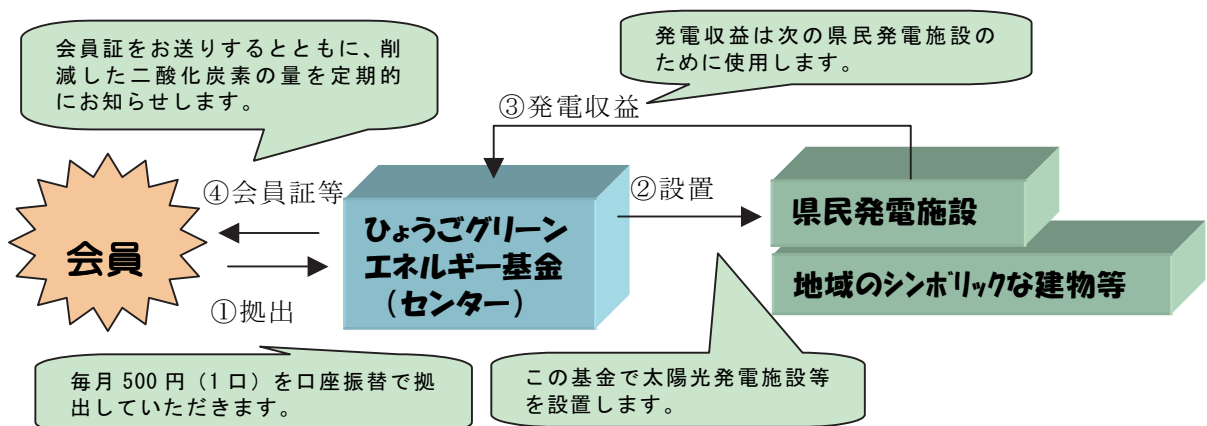 会員証をお送りするとともに、削
減した二酸化炭素の量を定期的
にお知らせします。
発電収益は次の県民発電施設の
ために使用します。
③発電収益
④会員証等
②設置
会員
ひょうごグリーン
エネルギー基金
(センター)
県民発電施設
地域のシンボリックな建物等
①拠出
毎月 500 円（1 口）を口座振替で拠
出していただきます。
この基金で太陽光発電施設等
を設置します。